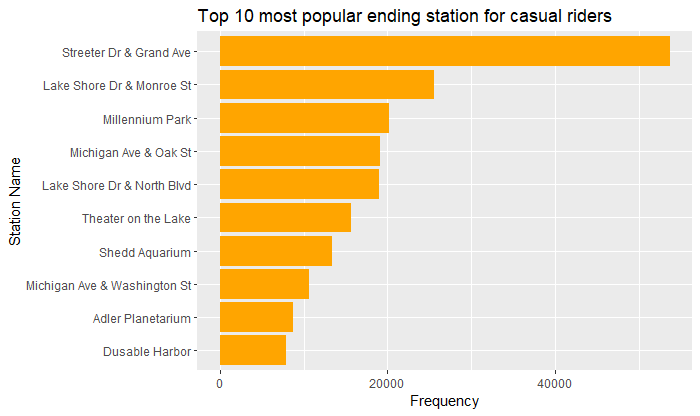 Top 10 most popular ending station for casual riders
Station Name
Streeter Dr & Grand Ave
Lake Shore Dr & Monroe St
Millennium Park
Michigan Ave & Oak St
Lake Shore Dr & North Blvd
Theater on the Lake
Shedd Aquarium
Michigan Ave & Washington St
Adler Planetarium
Dusable Harbor
0 20000 40000
Frequency